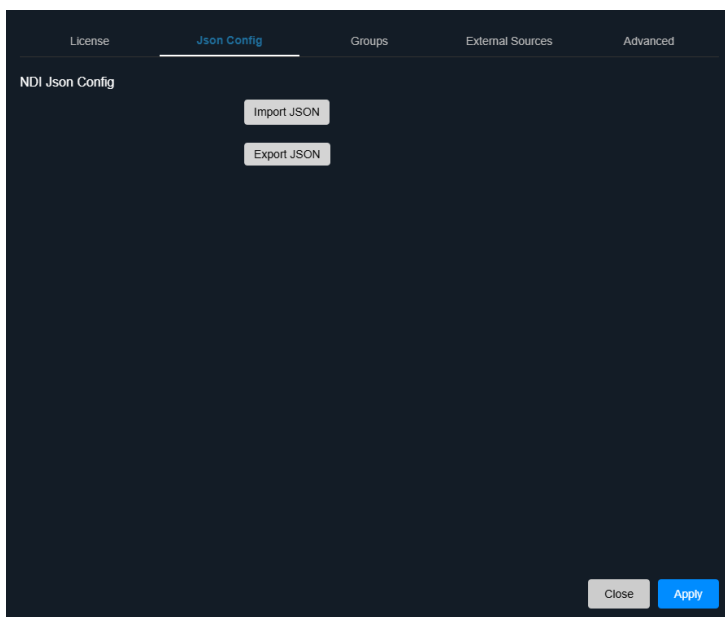 License Json Config Groups External Sources Advanced
NDI Json Config
Import JSON
Export JSON
Close Apply